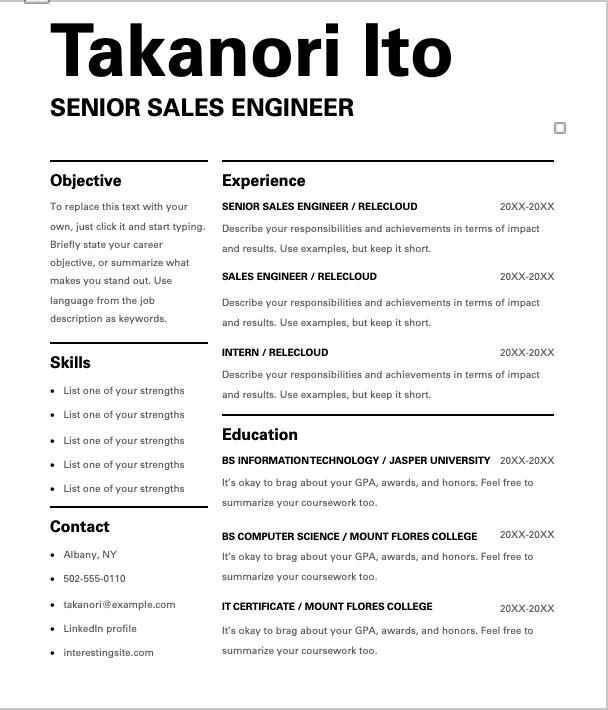 Takanori Ito
SENIOR SALES ENGINEER
Objective
To replace this text with your
own, just click it and start typing.
Briefly state your career
objective, or summarize what
makes you stand out. Use
language from the job
description as keywords.
Skills
• List one of your strengths
• List one of your strengths
• List one of your strengths
• List one of your strengths
• List one of your strengths
Contact
• Albany, NY
• 502-555-0110
• takanori@example.com
• LinkedIn profile
• interestingsite.com
Experience
SENIOR SALES ENGINEER / RELECLOUD 20XX-20XX
Describe your responsibilities and achievements in terms of impact
and results. Use examples, but keep it short.
SALES ENGINEER / RELECLOUD 20XX-20XX
Describe your responsibilities and achievements in terms of impact
and results. Use examples, but keep it short.
INTERN / RELECLOUD 20XX-20XX
Describe your responsibilities and achievements in terms of impact
and results. Use examples, but keep it short.
Education
BS INFORMATION TECHNOLOGY / JASPER UNIVERSITY 20XX-20XX
It's okay to brag about your GPA, awards, and honors. Feel free to
summarize your coursework too.
BS COMPUTER SCIENCE / MOUNT FLORES COLLEGE 20XX-20XX
It's okay to brag about your GPA, awards, and honors. Feel free to
summarize your coursework too.
IT CERTIFICATE / MOUNT FLORES COLLEGE 20XX-20XX
It's okay to brag about your GPA, awards, and honors. Feel free to
summarize your coursework too.